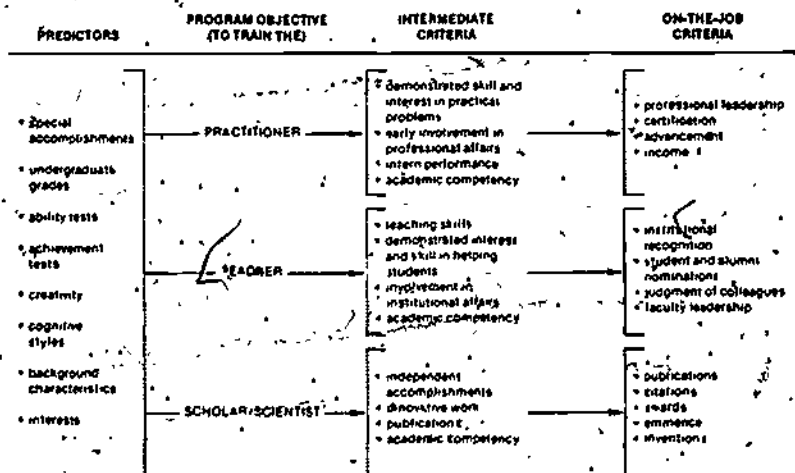 PREDICTORS
PROGRAM OBJECTIVE
(TO TRAIN THE)
INTERMEDIATE
CRITERIA
ON-THE-JOB
CRITERIA
• special
accomplishments
• undergraduate
grades
• ability tests
• achievement
tests
• creativity
• cognitive
styles
• background
characteristics
• interests
PRACTITIONER
• demonstrated skill and
interest in practical
problems
• early involvement in
professional affairs
• intern performance
• academic competency
• professional leadership
• certification
• advancement
• income
TEACHER
• teaching skills
• demonstrated interest
and skill in helping
students
• involvement in
institutional affairs
• academic competency
• institutional
recognition
• student and alumni
nominations
• judgment of colleagues
• faculty leadership
SCHOLAR/SCIENTIST
• independent
accomplishments
• innovative work
• publications
• academic competency
• publications
• citations
• awards
• eminence
• inventions